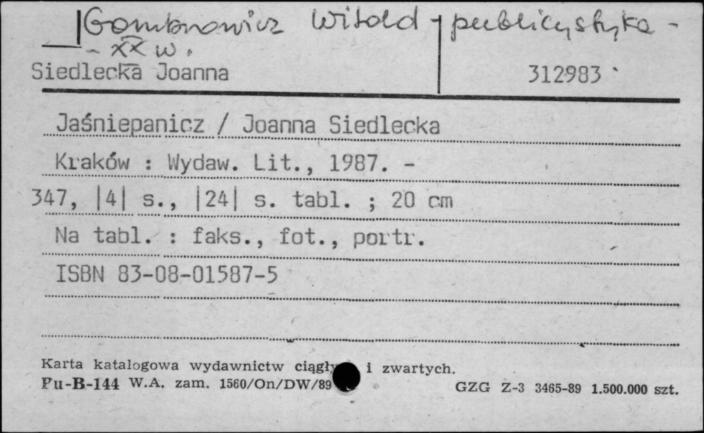 Gombrowicz Witold - publicystyka -
- XX w.
Siedlecka Joanna 312983
Jaśniepanicz / Joanna Siedlecka
Kraków : Wydaw. Lit., 1987. -
347, |4| s., |24| s. tabl. ; 20 cm
Na tabl. : faks., fot., portr.
ISBN 83-08-01587-5
Karta katalogowa wydawnictw ciągły i zwartych.
Pu-B-144 W.A. zam. 1560/On/DW/89 GZG Z-3 3465-89 1.500.000 szt.